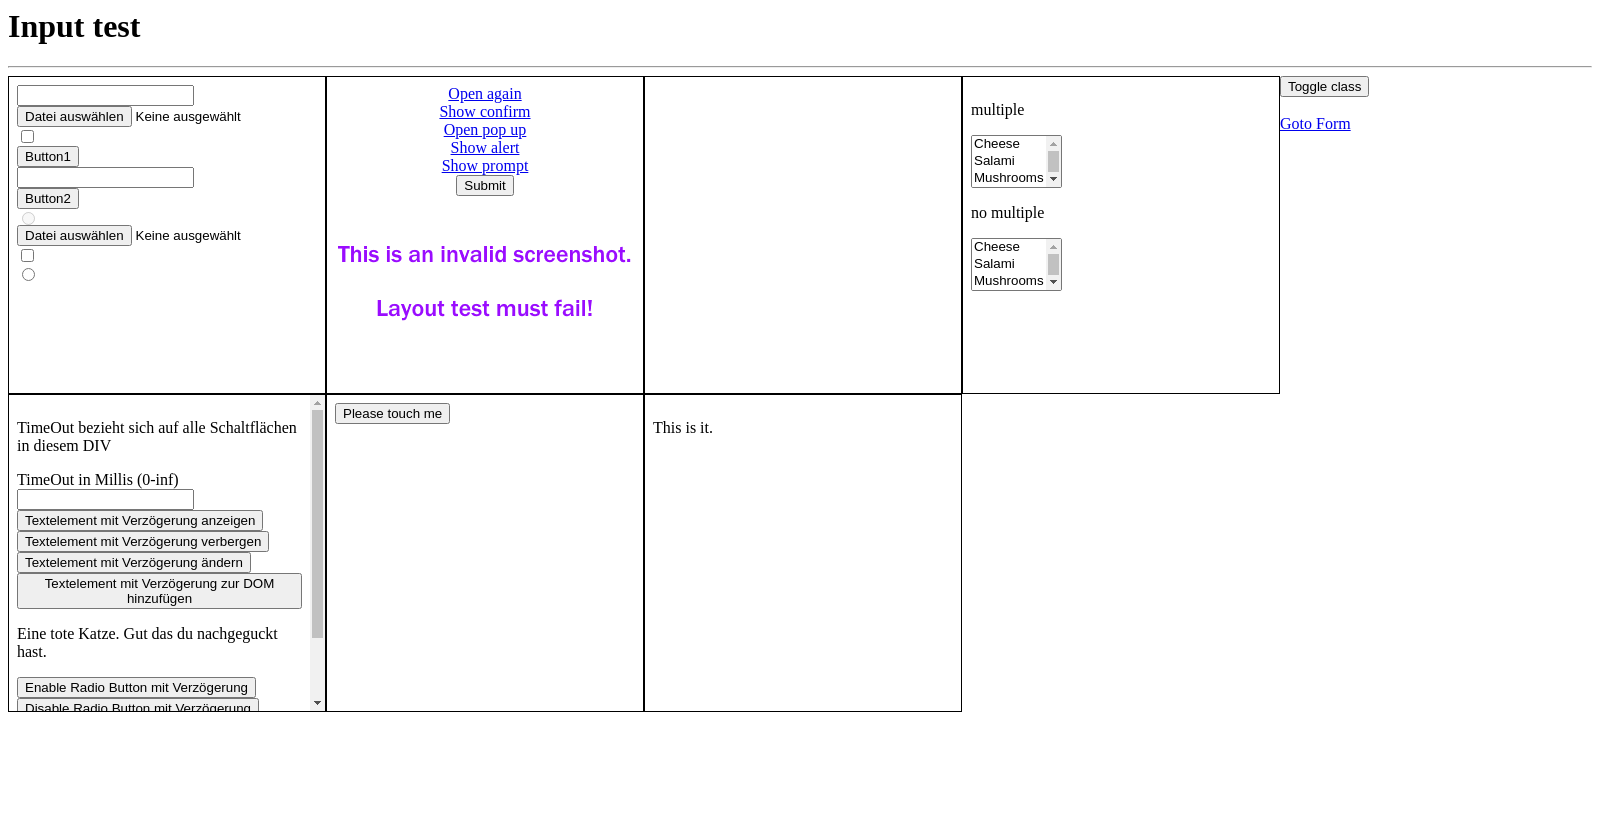 Input test
Datei auswählen Keine ausgewählt
Button1
Button2
Datei auswählen Keine ausgewählt
Open again
Show confirm
Open pop up
Show alert
Show prompt
Submit
This is an invalid screenshot.
Layout test must fail!
multiple
Cheese
Salami
Mushrooms
no multiple
Cheese
Salami
Mushrooms
Toggle class
Goto Form
TimeOut bezieht sich auf alle Schaltflächen
in diesem DIV
TimeOut in Millis (0-inf)
Textelement mit Verzögerung anzeigen
Textelement mit Verzögerung verbergen
Textelement mit Verzögerung ändern
Textelement mit Verzögerung zur DOM
hinzufügen
Eine tote Katze. Gut das du nachgeguckt
hast.
Enable Radio Button mit Verzögerung
Disable Radio Button mit Verzögerung
Please touch me
This is it.